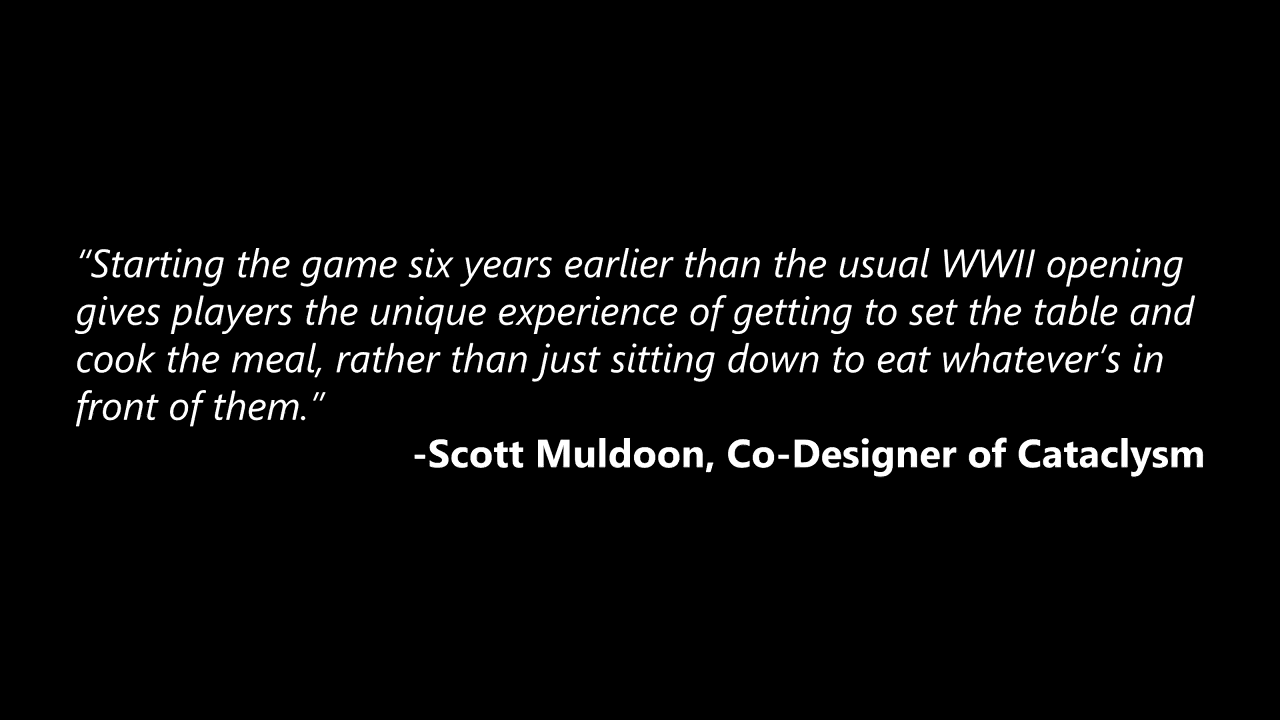 “Starting the game six years earlier than the usual WWII opening
gives players the unique experience of getting to set the table and
cook the meal, rather than just sitting down to eat whatever’s in
front of them.”
-Scott Muldoon, Co-Designer of Cataclysm